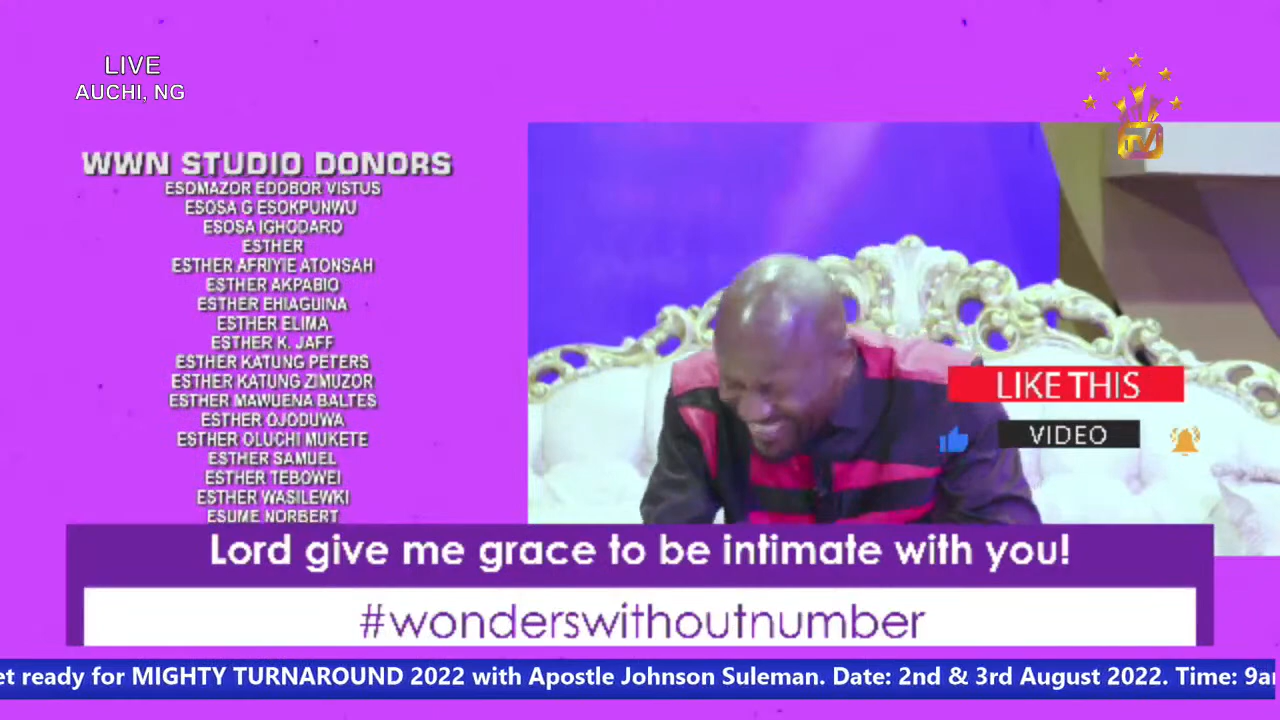 LIVE
AUCHI, NG
TV
WWN STUDIO DONORS
ESOMAZOR EDOBOR VISTUS
ESOSA G ESOKPUNWU
ESOSA IGHODARO
ESTHER
ESTHER AFRIYIE ATONSAH
ESTHER AKPABIO
ESTHER EHIAGUINA
ESTHER ELIMA
ESTHER K. JAFF
ESTHER KATUNG PETERS
ESTHER KATUNG ZIMUZOR
ESTHER MAWUENA BALTES
ESTHER OJODUWA
ESTHER OLUCHI MUKETE
ESTHER SAMUEL
ESTHER TEBOWEI
ESTHER WASILEWKI
ESUME NORBERT
LIKE THIS
VIDEO
Lord give me grace to be intimate with you!
#wonderswithoutnumber
et ready for MIGHTY TURNAROUND 2022 with Apostle Johnson Suleman. Date: 2nd & 3rd August 2022. Time: 9a